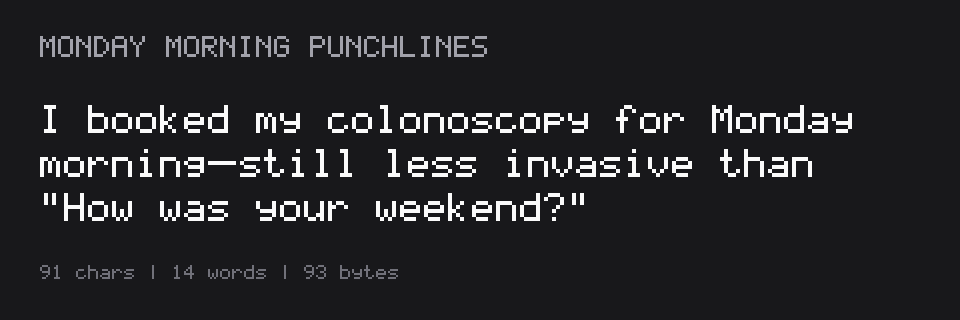 MONDAY MORNING PUNCHLINES
I booked my colonoscopy for Monday
morning—still less invasive than
"How was your weekend?"
91 chars | 14 words | 93 bytes